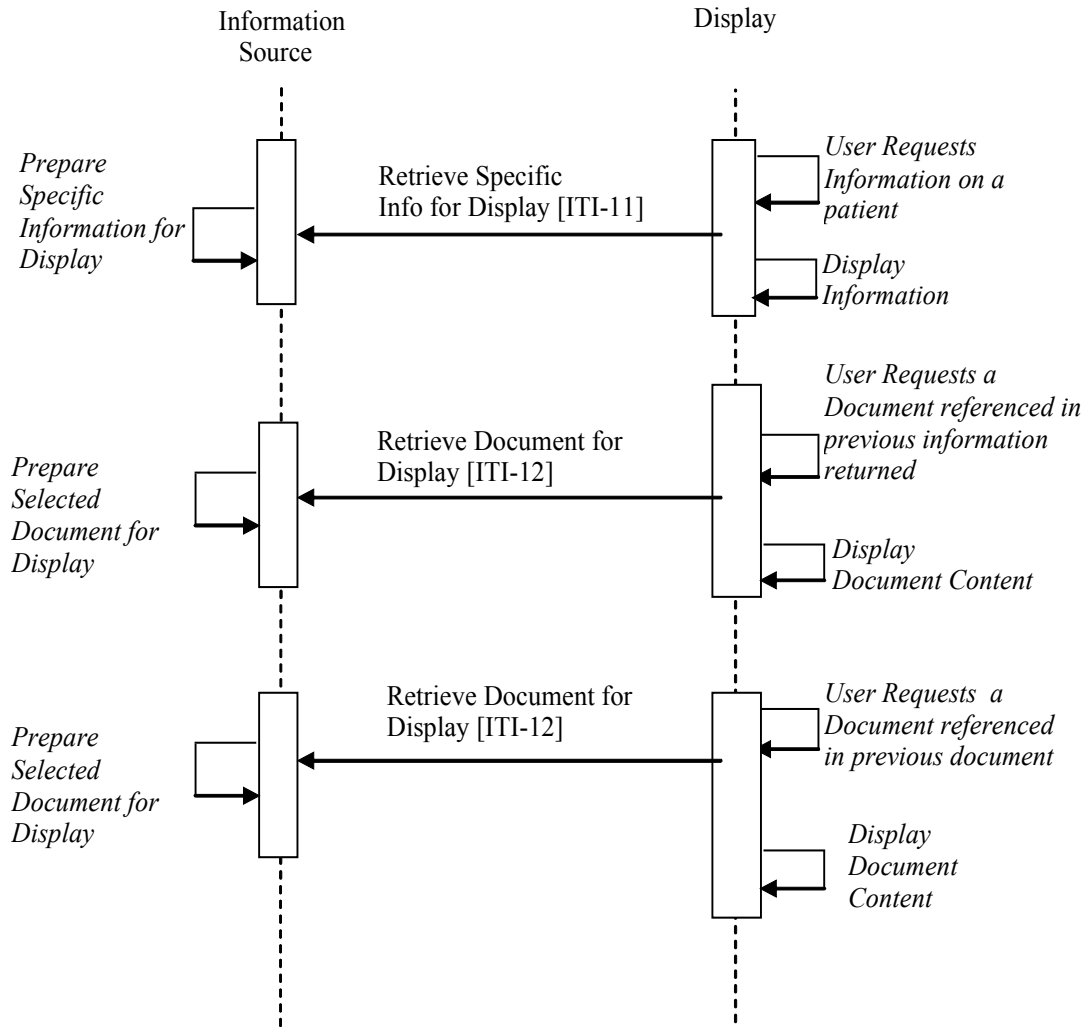 Information
Source
Display
Prepare
Specific
Information for
Display
Retrieve Specific
Info for Display [ITI-11]
User Requests
Information on a
patient
Display
Information
Prepare
Selected
Document for
Display
Retrieve Document for
Display [ITI-12]
User Requests a
Document referenced in
previous information
returned
Display
Document Content
Prepare
Selected
Document for
Display
Retrieve Document for
Display [ITI-12]
User Requests a
Document referenced
in previous document
Display
Document
Content